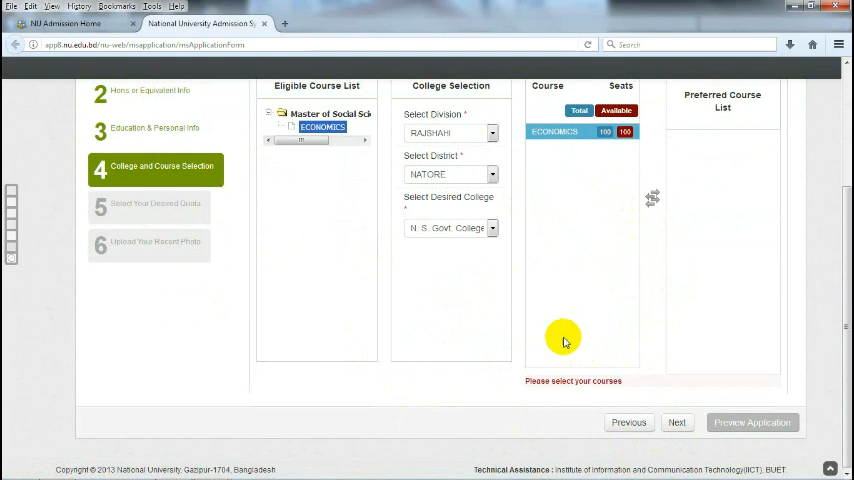 File Edit View History Bookmarks Tools Help
NU Admission Home
National University Admission Sy
app8.nu.edu.bd/nu-web/msapplication/msApplicationForm
Search
2 Hons or Equivalent Info
3 Education & Personal Info
4 College and Course Selection
5 Select Your Desired Quota
6 Upload Your Recent Photo
Eligible Course List
Master of Social Sci
ECONOMICS
College Selection
Select Division *
RAJSHAHI
Select District *
NATORE
Select Desired College
*
N. S. Govt. College
Course Seats
Total Available
ECONOMICS 100 100
Preferred Course
List
Please select your courses
Previous Next Preview Application
Copyright © 2013 National University, Gazipur-1704, Bangladesh
Technical Assistance : Institute of Information and Communication Technology(IICT), BUET.